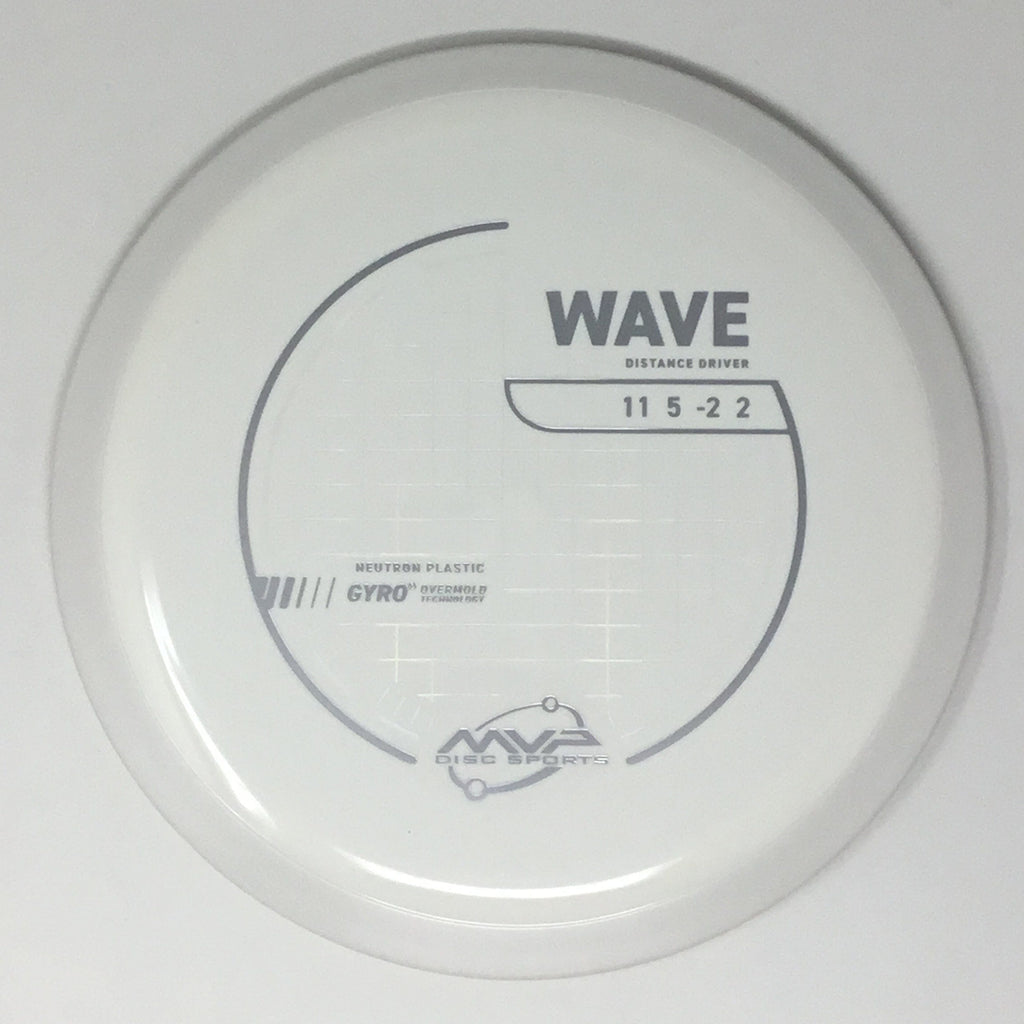 WAVE
DISTANCE DRIVER
11 5 -2 2
NEUTRON PLASTIC
GYRO OVERMOLD
TECHNOLOGY
MVP
DISC SPORTS